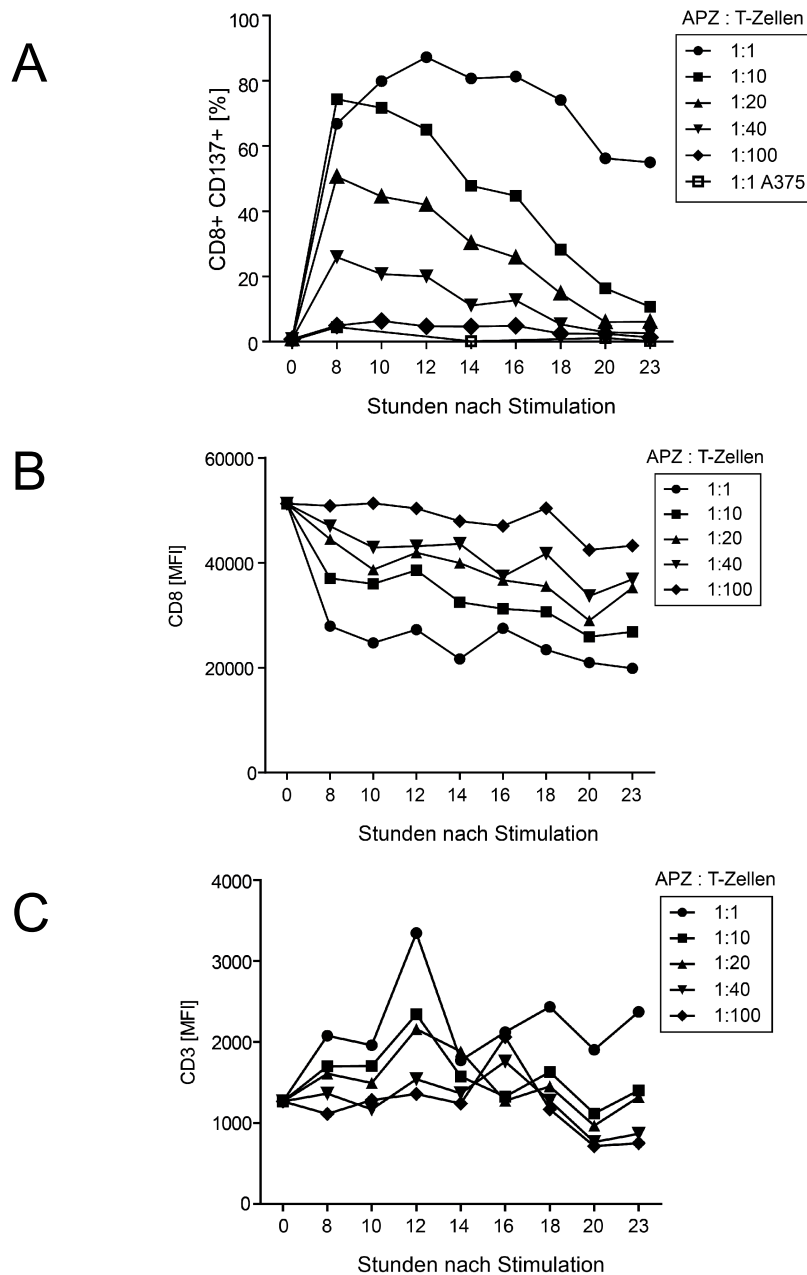 A
APZ : T-Zellen
1:1
1:10
1:20
1:40
1:100
1:1 A375
CD8+ CD137+ [%]
100
80
60
40
20
0
0 8 10 12 14 16 18 20 23
Stunden nach Stimulation
B
APZ : T-Zellen
1:1
1:10
1:20
1:40
1:100
CD8 [MFI]
60000
40000
20000
0
0 8 10 12 14 16 18 20 23
Stunden nach Stimulation
C
APZ : T-Zellen
1:1
1:10
1:20
1:40
1:100
CD3 [MFI]
4000
3000
2000
1000
0
0 8 10 12 14 16 18 20 23
Stunden nach Stimulation